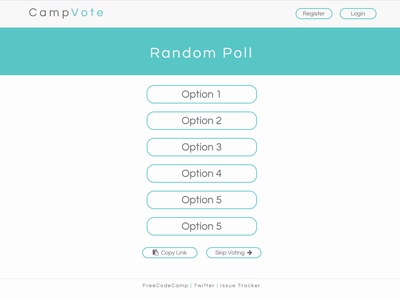 CampVote Register Login
Random Poll
Option 1
Option 2
Option 3
Option 4
Option 5
Option 5
Copy Link Skip Voting
FreeCodeCamp | Twitter | Issue Tracker